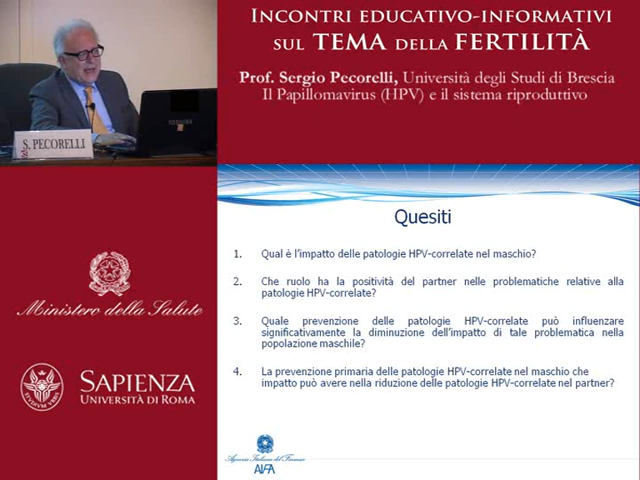 INCONTRI EDUCATIVO-INFORMATIVI
SUL TEMA DELLA FERTILITÀ
Prof. Sergio Pecorelli, Università degli Studi di Brescia
Il Papillomavirus (HPV) e il sistema riproduttivo
S. PECORELLI
TOSHIBA
Quesiti
1. Qual è l'impatto delle patologie HPV-correlate nel maschio?
2. Che ruolo ha la positività del partner nelle problematiche relative alla
patologie HPV-correlate?
3. Quale prevenzione delle patologie HPV-correlate può influenzare
significativamente la diminuzione dell'impatto di tale problematica nella
popolazione maschile?
4. La prevenzione primaria delle patologie HPV-correlate nel maschio che
impatto può avere nella riduzione delle patologie HPV-correlate nel partner?
Ministero della Salute
SAPIENZA
UNIVERSITÀ DI ROMA
Agenzia Italiana del Farmaco
AIFA